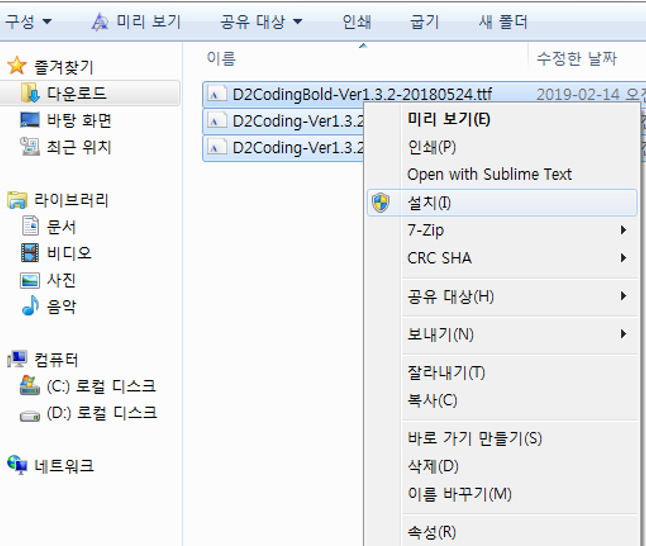 구성 미리 보기 공유 대상 인쇄 굽기 새 폴더
이름 수정한 날짜
즐겨찾기
다운로드
바탕 화면
최근 위치
라이브러리
문서
비디오
사진
음악
컴퓨터
(C:) 로컬 디스크
(D:) 로컬 디스크
네트워크
D2CodingBold-Ver1.3.2-20180524.ttf 2019-02-14 오전
D2Coding-Ver1.3.2
D2Coding-Ver1.3.2
미리 보기(E)
인쇄(P)
Open with Sublime Text
설치(I)
7-Zip
CRC SHA
공유 대상(H)
보내기(N)
잘라내기(T)
복사(C)
바로 가기 만들기(S)
삭제(D)
이름 바꾸기(M)
속성(R)